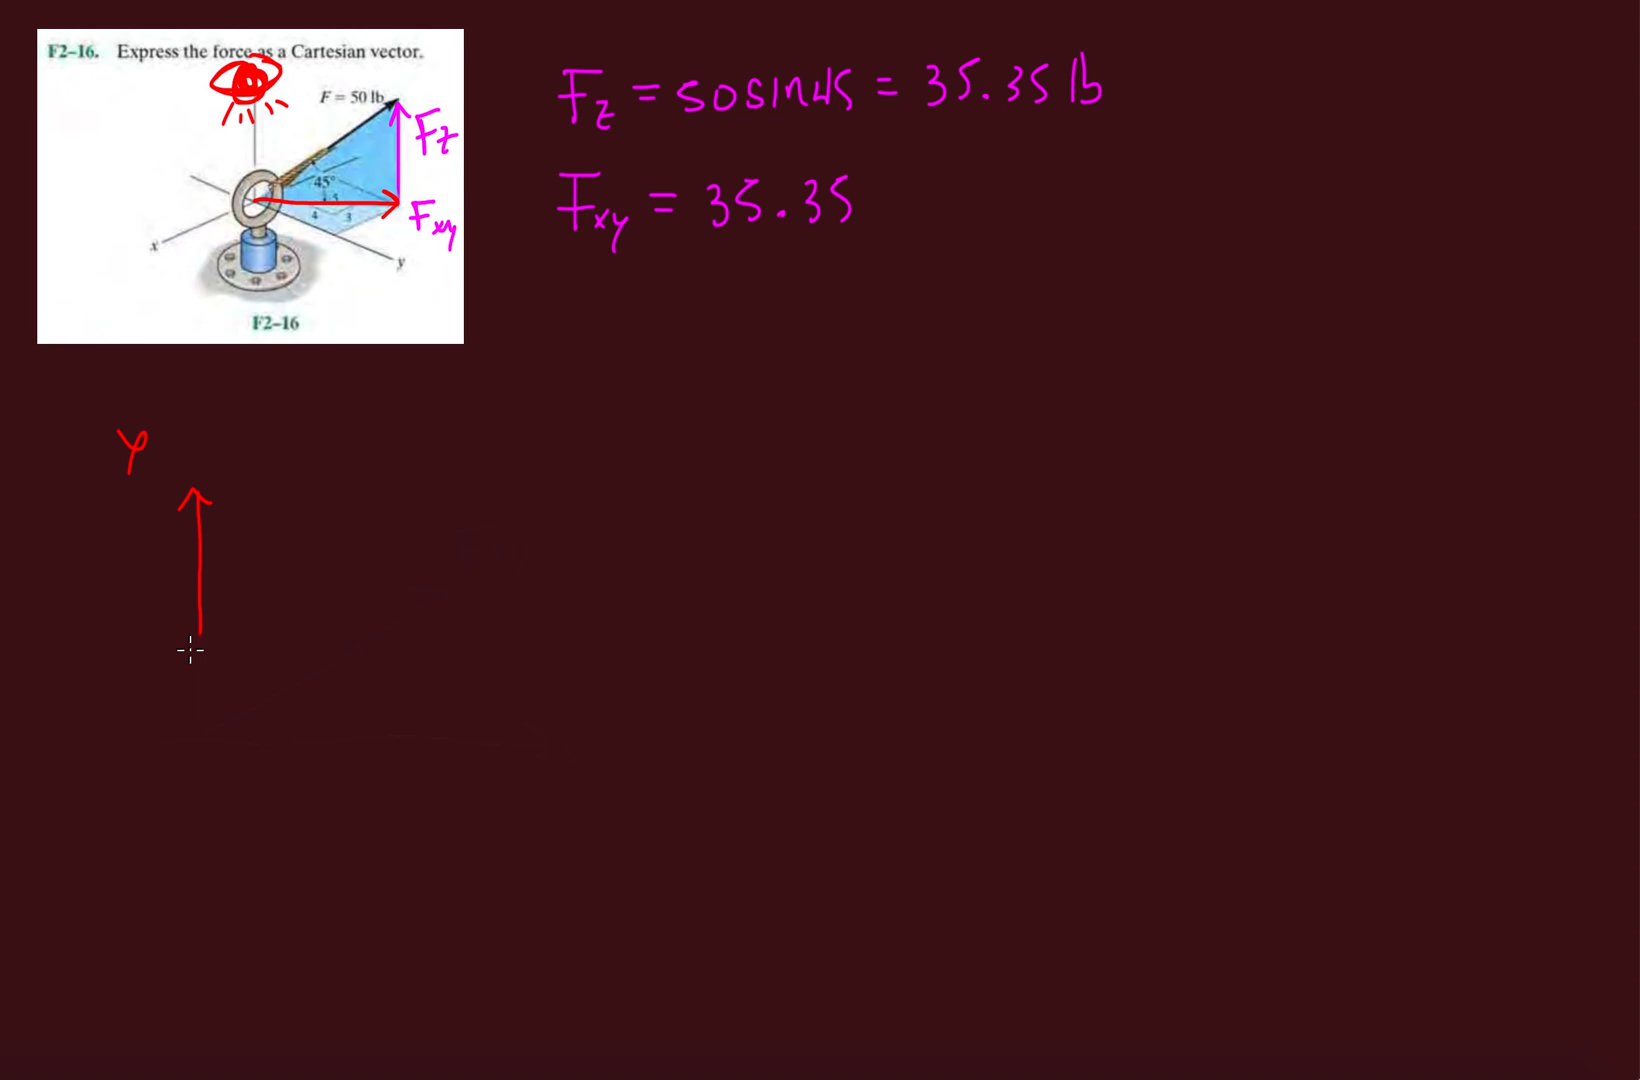 F2–16. Express the force as a Cartesian vector.
F = 50 lb
Fz
45°
5
4
3
Fxy
x
y
F2–16
Fz = 50sin45 = 35.35 lb
Fxy = 35.35
y